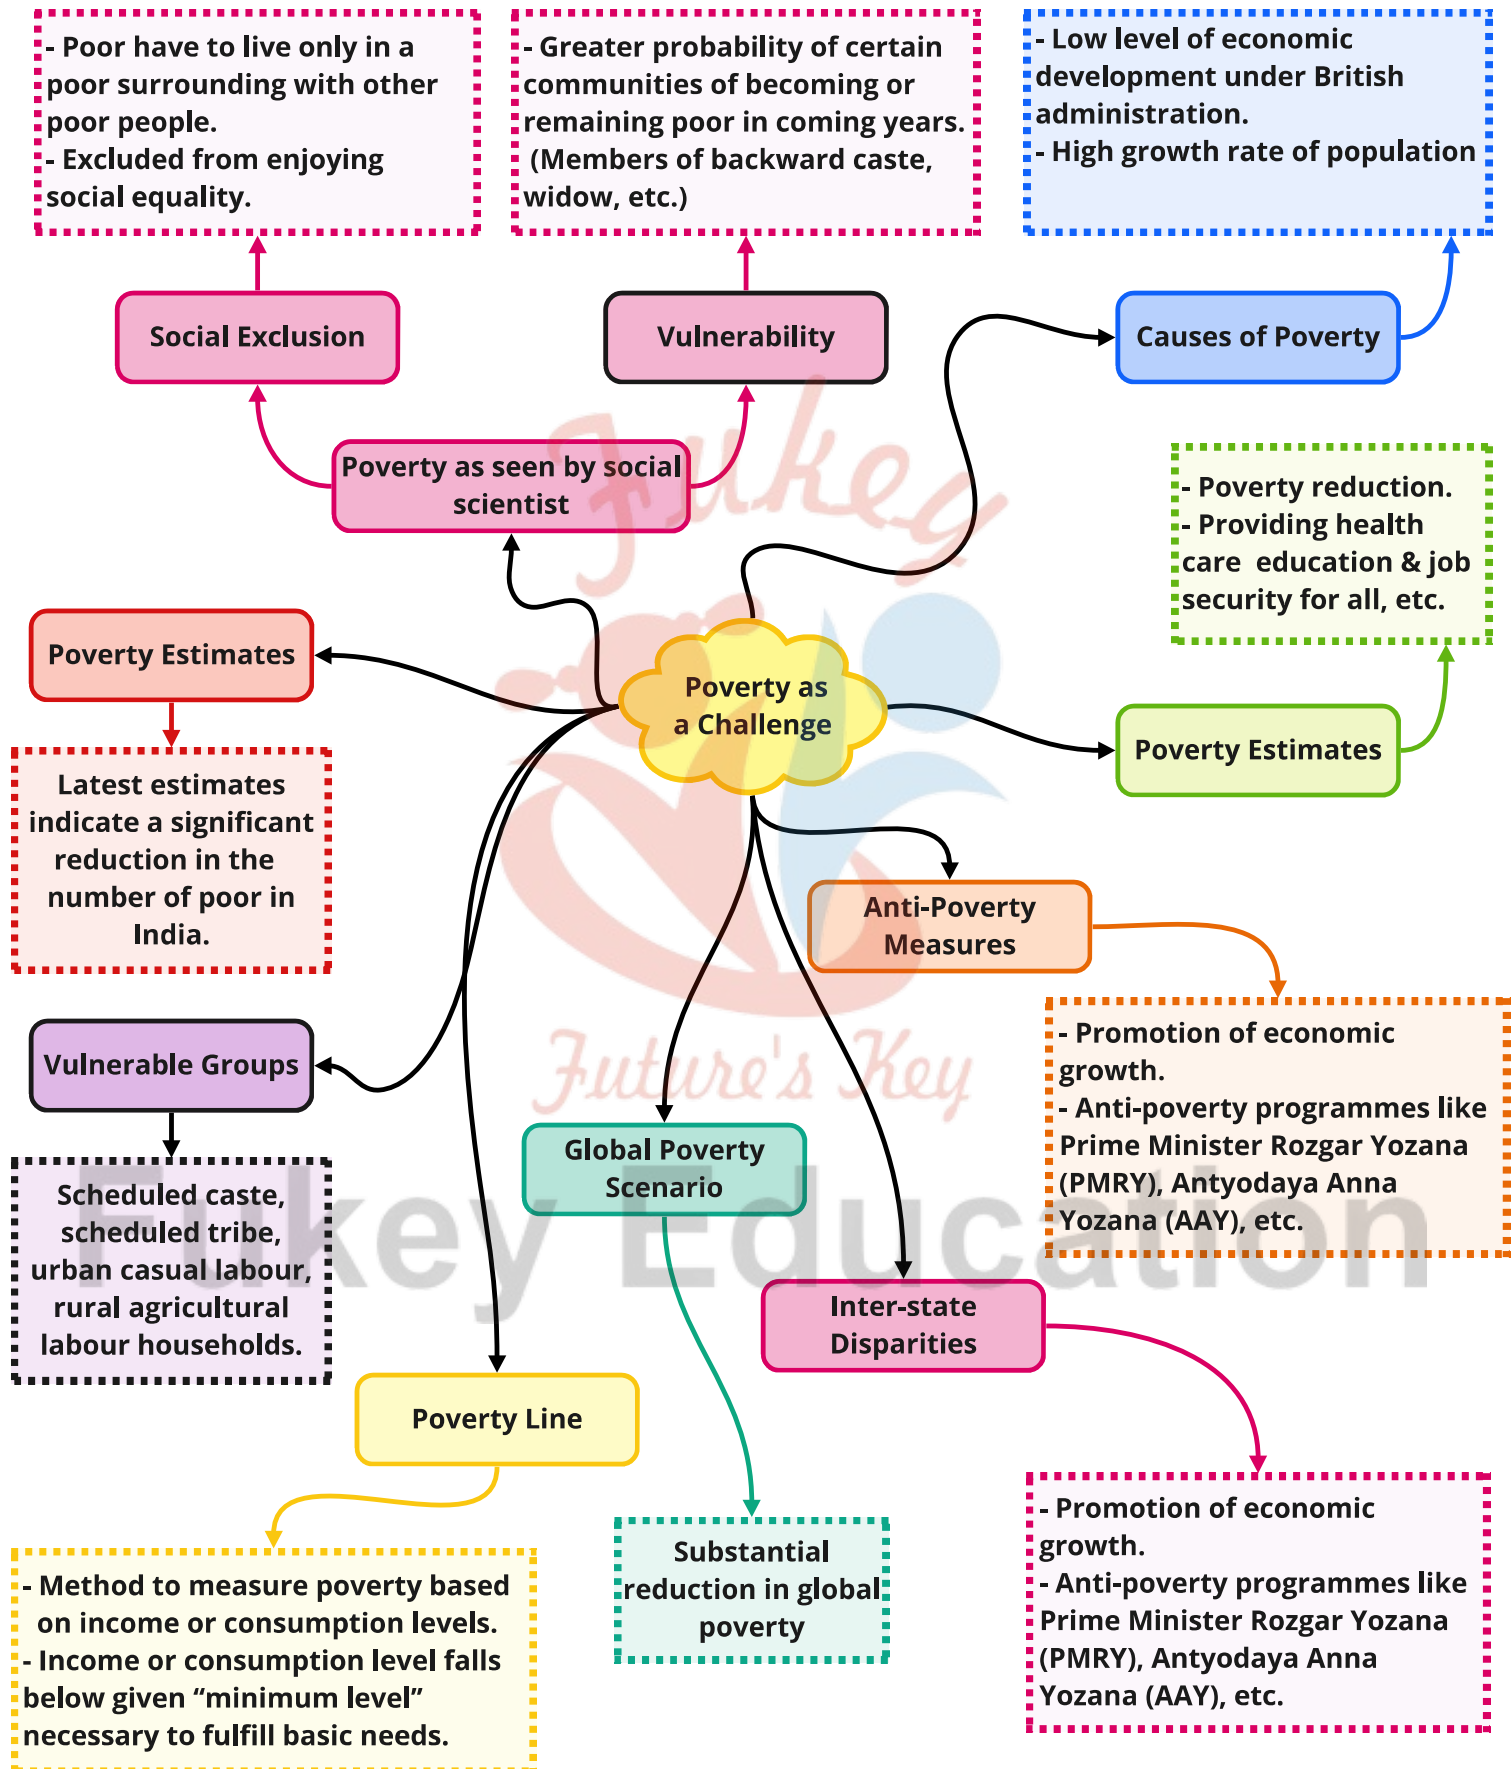 - Poor have to live only in a
poor surrounding with other
poor people.
- Excluded from enjoying
social equality.
- Greater probability of certain
communities of becoming or
remaining poor in coming years.
(Members of backward caste,
widow, etc.)
- Low level of economic
development under British
administration.
- High growth rate of population
Social Exclusion
Vulnerability
Causes of Poverty
Poverty as seen by social
scientist
- Poverty reduction.
- Providing health
care education & job
security for all, etc.
Poverty Estimates
Poverty as
a Challenge
Poverty Estimates
Latest estimates
indicate a significant
reduction in the
number of poor in
India.
Anti-Poverty
Measures
Vulnerable Groups
- Promotion of economic
growth.
- Anti-poverty programmes like
Prime Minister Rozgar Yozana
(PMRY), Antyodaya Anna
Yozana (AAY), etc.
Global Poverty
Scenario
Scheduled caste,
scheduled tribe,
urban casual labour,
rural agricultural
labour households.
Inter-state
Disparities
Poverty Line
- Method to measure poverty based
on income or consumption levels.
- Income or consumption level falls
below given “minimum level”
necessary to fulfill basic needs.
Substantial
reduction in global
poverty
- Promotion of economic
growth.
- Anti-poverty programmes like
Prime Minister Rozgar Yozana
(PMRY), Antyodaya Anna
Yozana (AAY), etc.
Fukey
Future's Key
Fukey Education